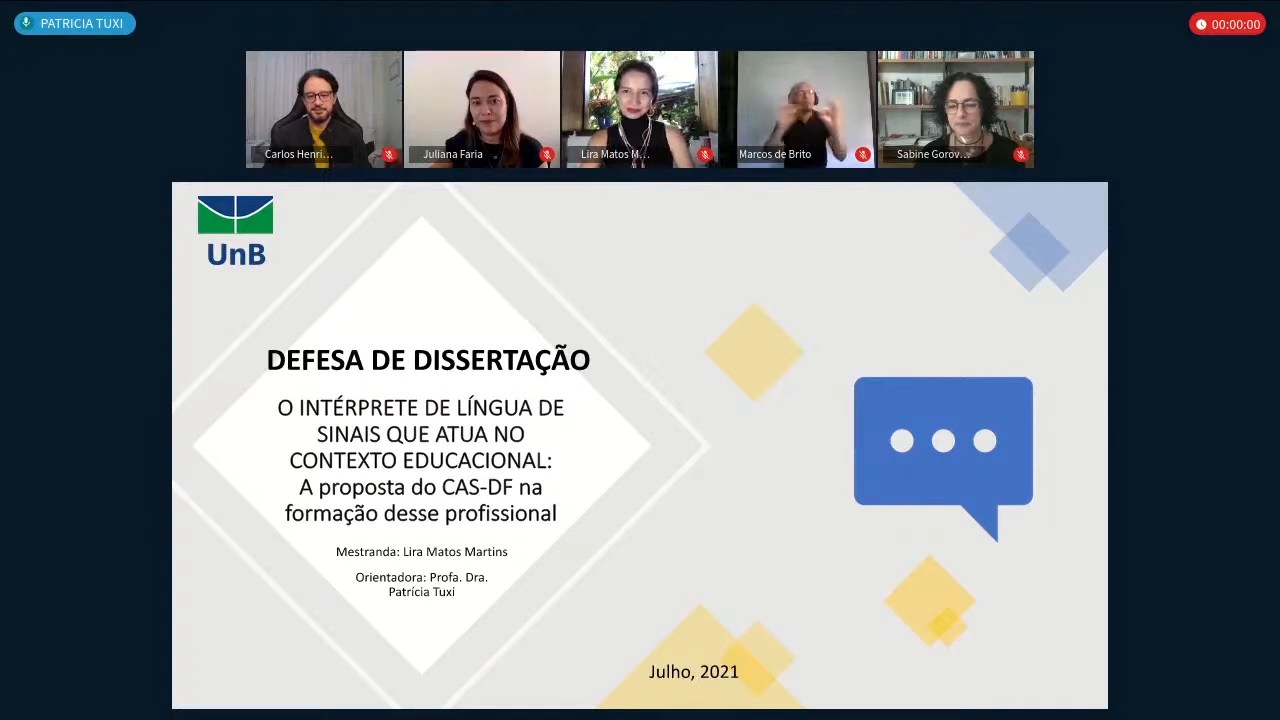 PATRICIA TUXI
00:00:00
Carlos Henri...
Juliana Faria
Lira Matos M...
Marcos de Brito
Sabine Gorov...
UnB
DEFESA DE DISSERTAÇÃO
O INTÉRPRETE DE LÍNGUA DE
SINAIS QUE ATUA NO
CONTEXTO EDUCACIONAL:
A proposta do CAS-DF na
formação desse profissional
Mestranda: Lira Matos Martins
Orientadora: Profa. Dra.
Patrícia Tuxi
Julho, 2021